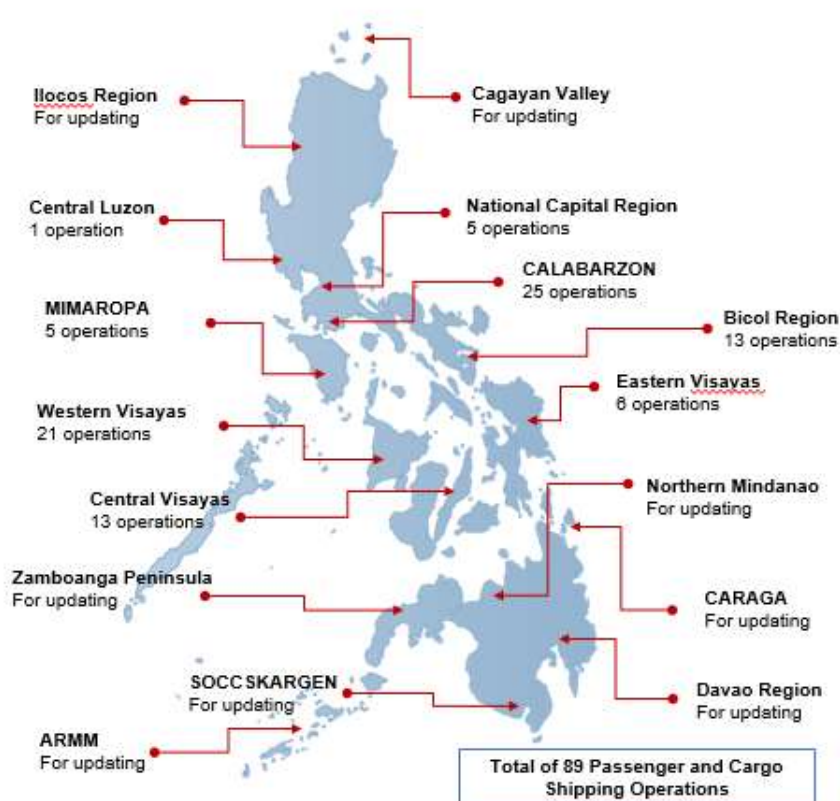 Ilocos Region
For updating
Cagayan Valley
For updating
Central Luzon
1 operation
National Capital Region
5 operations
CALABARZON
25 operations
MIMAROPA
5 operations
Bicol Region
13 operations
Eastern Visayas
6 operations
Western Visayas
21 operations
Northern Mindanao
For updating
Central Visayas
13 operations
Zamboanga Peninsula
For updating
CARAGA
For updating
SOCCSKARGEN
For updating
Davao Region
For updating
ARMM
For updating
Total of 89 Passenger and Cargo
Shipping Operations